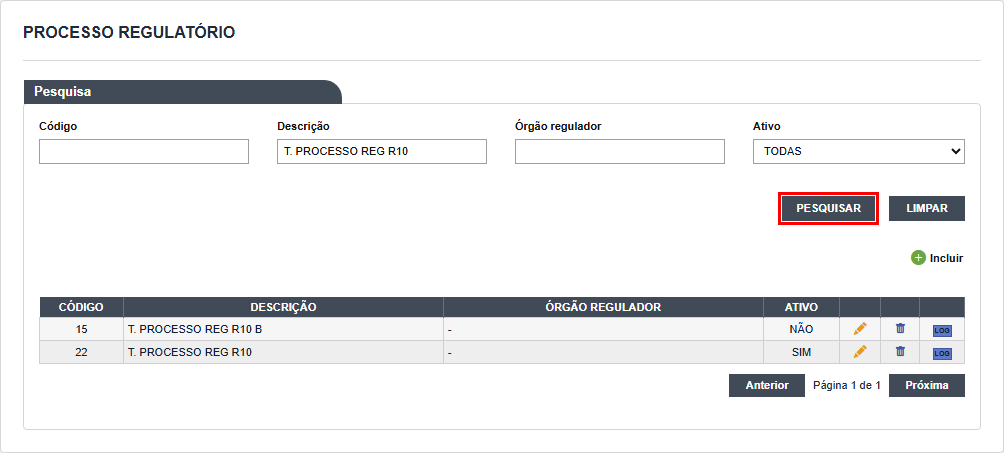 PROCESSO REGULATÓRIO
Pesquisa
Código Descrição Órgão regulador Ativo
T. PROCESSO REG R10 TODAS
PESQUISAR LIMPAR
Incluir
CÓDIGO DESCRIÇÃO ÓRGÃO REGULADOR ATIVO
15 T. PROCESSO REG R10 B - NÃO LOG
22 T. PROCESSO REG R10 - SIM LOG
Anterior Página 1 de 1 Próxima